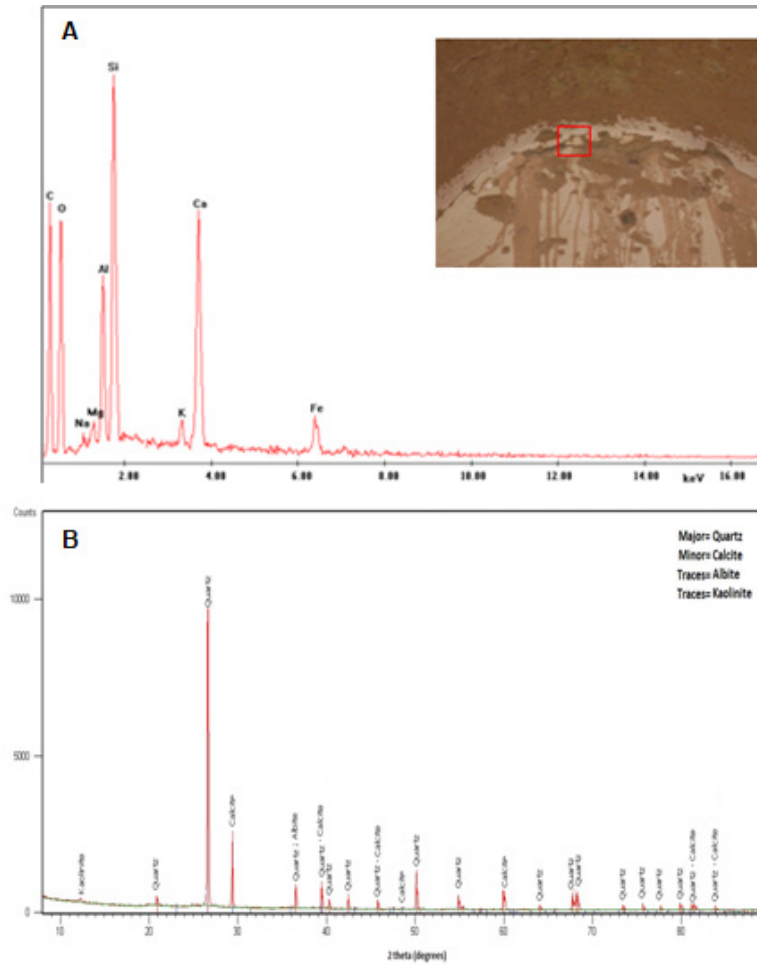 A
Si
C
O
Ca
Al
Mg
Na
K
Fe
2.00 4.00 6.00 8.00 10.00 12.00 14.00 keV 16.00
B
Counts
Major= Quartz
Minor= Calcite
Traces= Albite
Traces= Kaolinite
10000
5000
0
Kaolinite
Quartz
Quartz
Calcite
Quartz ; Albite
Quartz - Calcite
Quartz
Quartz
Quartz - Calcite
Calcite
Quartz
Quartz
Calcite
Quartz
Quartz
Quartz
Quartz
Quartz
Quartz
Quartz
Quartz - Calcite
Quartz - Calcite
10 20 30 40 50 60 70 80
2 theta (degrees)